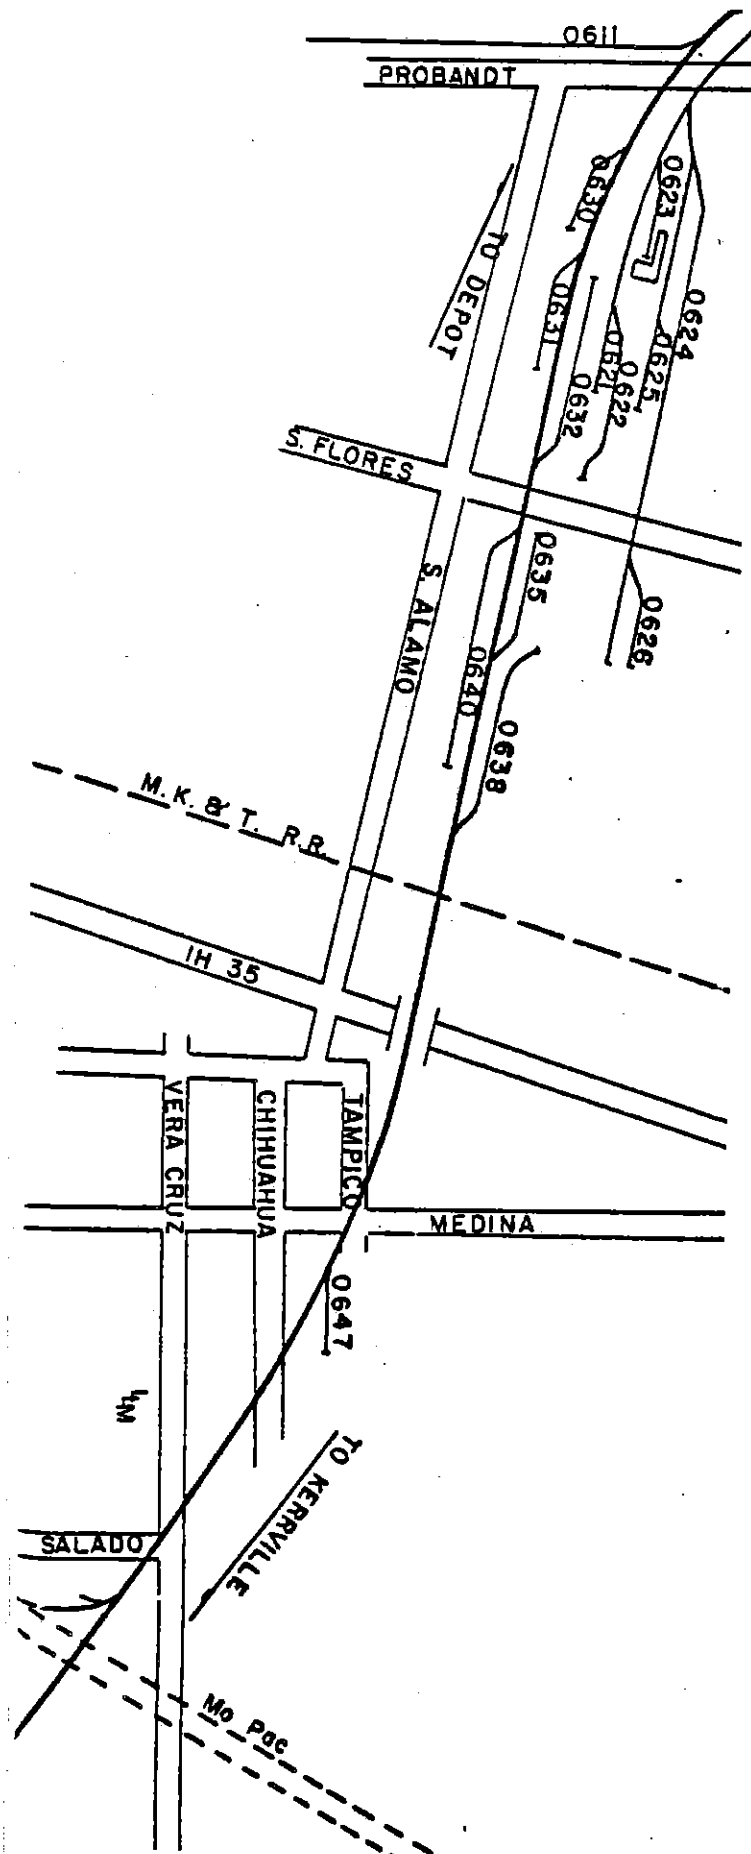 0611
PROBANDT
0630
0623
TO DEPOT
0631
0624
0625
0621
0622
0632
S. FLORES
0635
S. ALAMO
0626
0640
0638
M. K. & T. R.R.
IH 35
VERA CRUZ
CHIHUAHUA
TAMPICO
MEDINA
0647
TO KERRVILLE
SALADO
Mo Pac